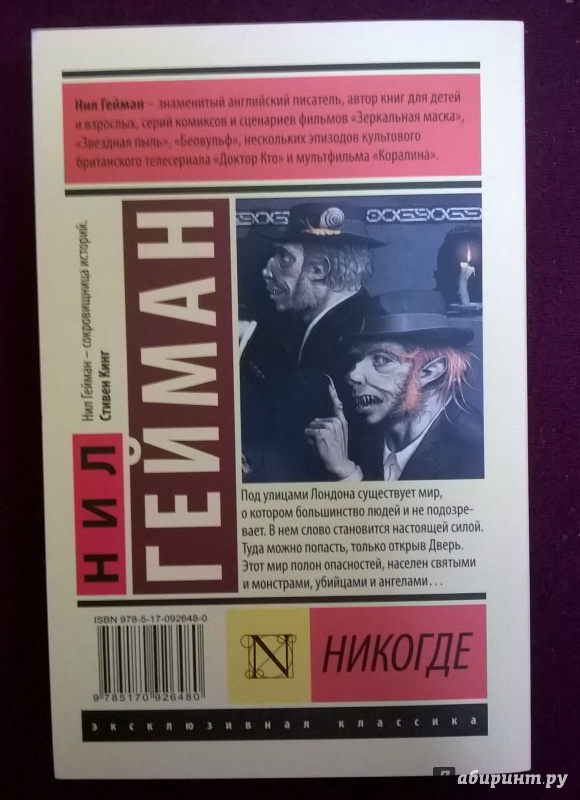 Нил Гейман – знаменитый английский писатель, автор книг для детей
и взрослых, серий комиксов и сценариев фильмов «Зеркальная маска»,
«Звездная пыль», «Беовульф», нескольких эпизодов культового
британского телесериала «Доктор Кто» и мультфильма «Коралина».
Нил Гейман – сокровищница историй.
Стивен Кинг
НИЛ
ГЕЙМАН
Под улицами Лондона существует мир,
о котором большинство людей и не подозре-
вает. В нем слово становится настоящей силой.
Туда можно попасть, только открыв Дверь.
Этот мир полон опасностей, населен святыми
и монстрами, убийцами и ангелами…
ISBN 978-5-17-092648-0
9 785170 926480
N
НИКОГДЕ
эксклюзивная классика
Лабиринт.ру